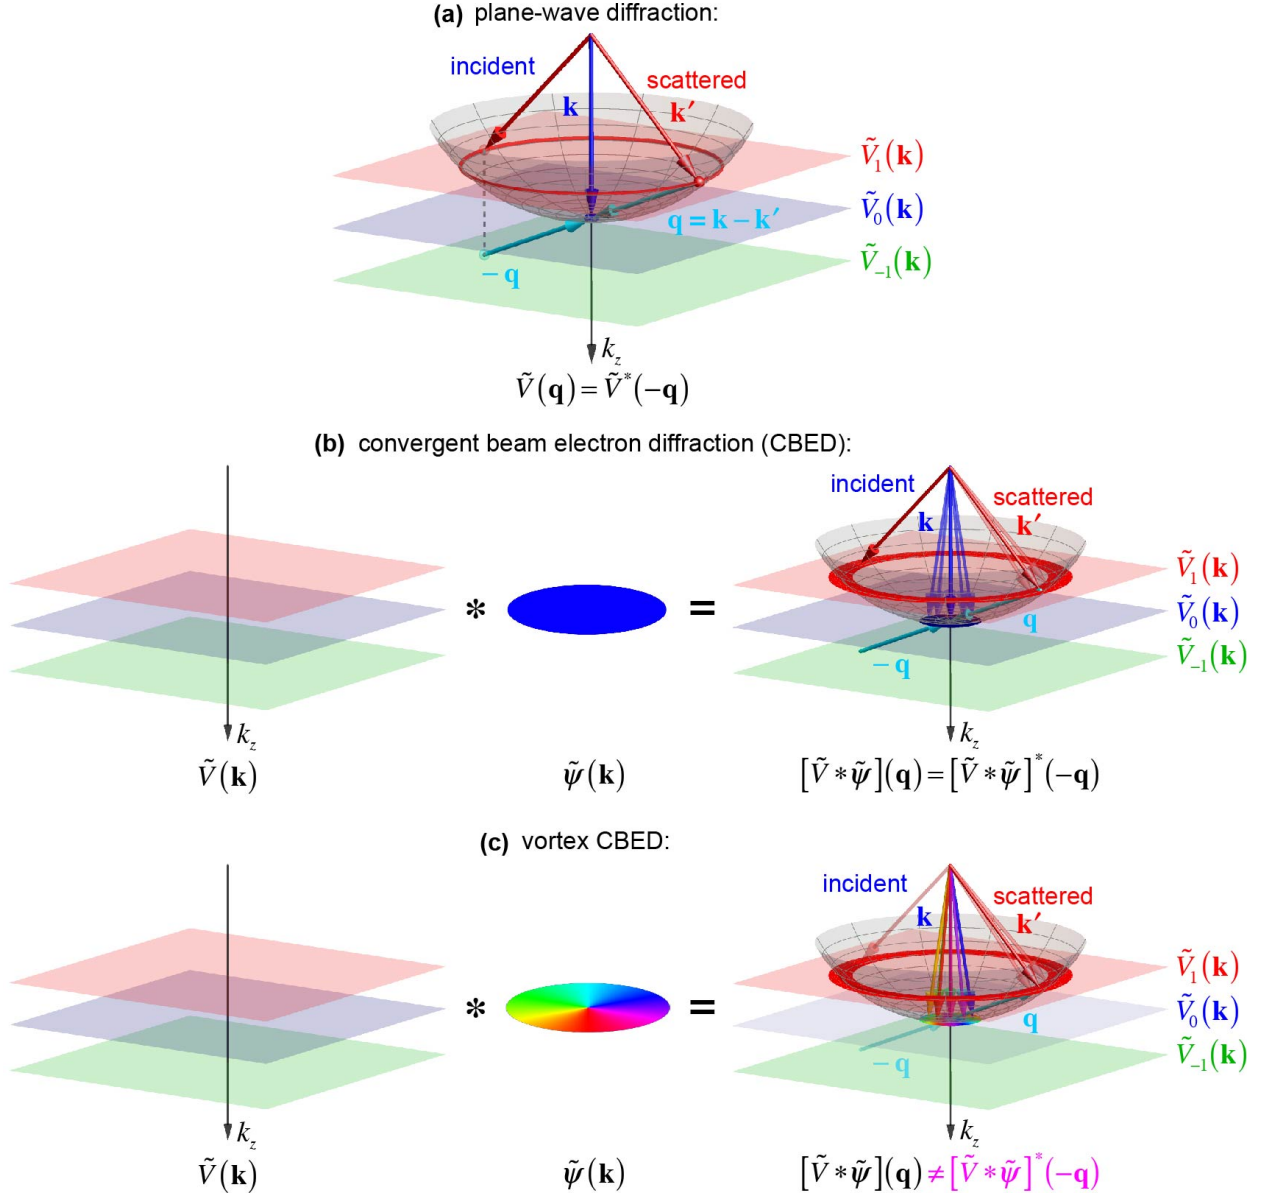 (a) plane-wave diffraction:
incident
scattered
k
k′
Ṽ₁(k)
Ṽ₀(k)
q = k − k′
Ṽ₋₁(k)
− q
k_z
Ṽ(q) = Ṽ*(−q)
(b) convergent beam electron diffraction (CBED):
incident
scattered
k
k′
Ṽ₁(k)
* =
Ṽ₀(k)
q
Ṽ₋₁(k)
− q
k_z
k_z
Ṽ(k)
ψ̃(k)
[Ṽ * ψ̃](q) = [Ṽ * ψ̃]*(−q)
(c) vortex CBED:
incident
scattered
k
k′
Ṽ₁(k)
* =
Ṽ₀(k)
q
Ṽ₋₁(k)
− q
k_z
k_z
Ṽ(k)
ψ̃(k)
[Ṽ * ψ̃](q) ≠ [Ṽ * ψ̃]*(−q)